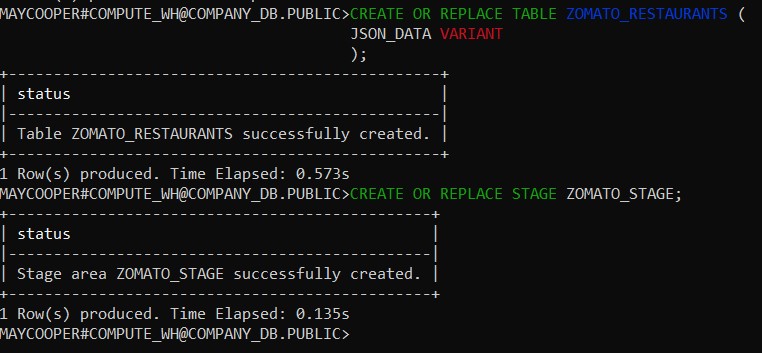 MAYCOOPER#COMPUTE_WH@COMPANY_DB.PUBLIC>CREATE OR REPLACE TABLE ZOMATO_RESTAURANTS (
JSON_DATA VARIANT
);
+-------------------------------------------+
| status                                    |
|-------------------------------------------|
| Table ZOMATO_RESTAURANTS successfully created. |
+-------------------------------------------+
1 Row(s) produced. Time Elapsed: 0.573s
MAYCOOPER#COMPUTE_WH@COMPANY_DB.PUBLIC>CREATE OR REPLACE STAGE ZOMATO_STAGE;
+------------------------------------------+
| status                                   |
|------------------------------------------|
| Stage area ZOMATO_STAGE successfully created. |
+------------------------------------------+
1 Row(s) produced. Time Elapsed: 0.135s
MAYCOOPER#COMPUTE_WH@COMPANY_DB.PUBLIC>